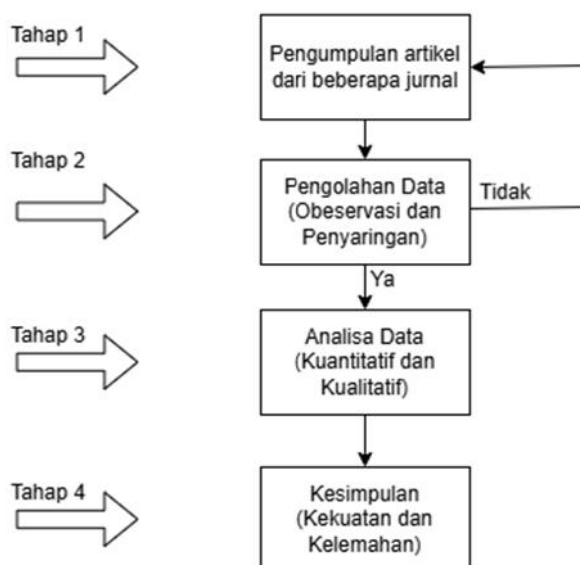 Tahap 1
Pengumpulan artikel
dari beberapa jurnal
Tahap 2
Pengolahan Data
(Obeservasi dan
Penyaringan)
Tidak
Ya
Tahap 3
Analisa Data
(Kuantitatif dan
Kualitatif)
Tahap 4
Kesimpulan
(Kekuatan dan
Kelemahan)